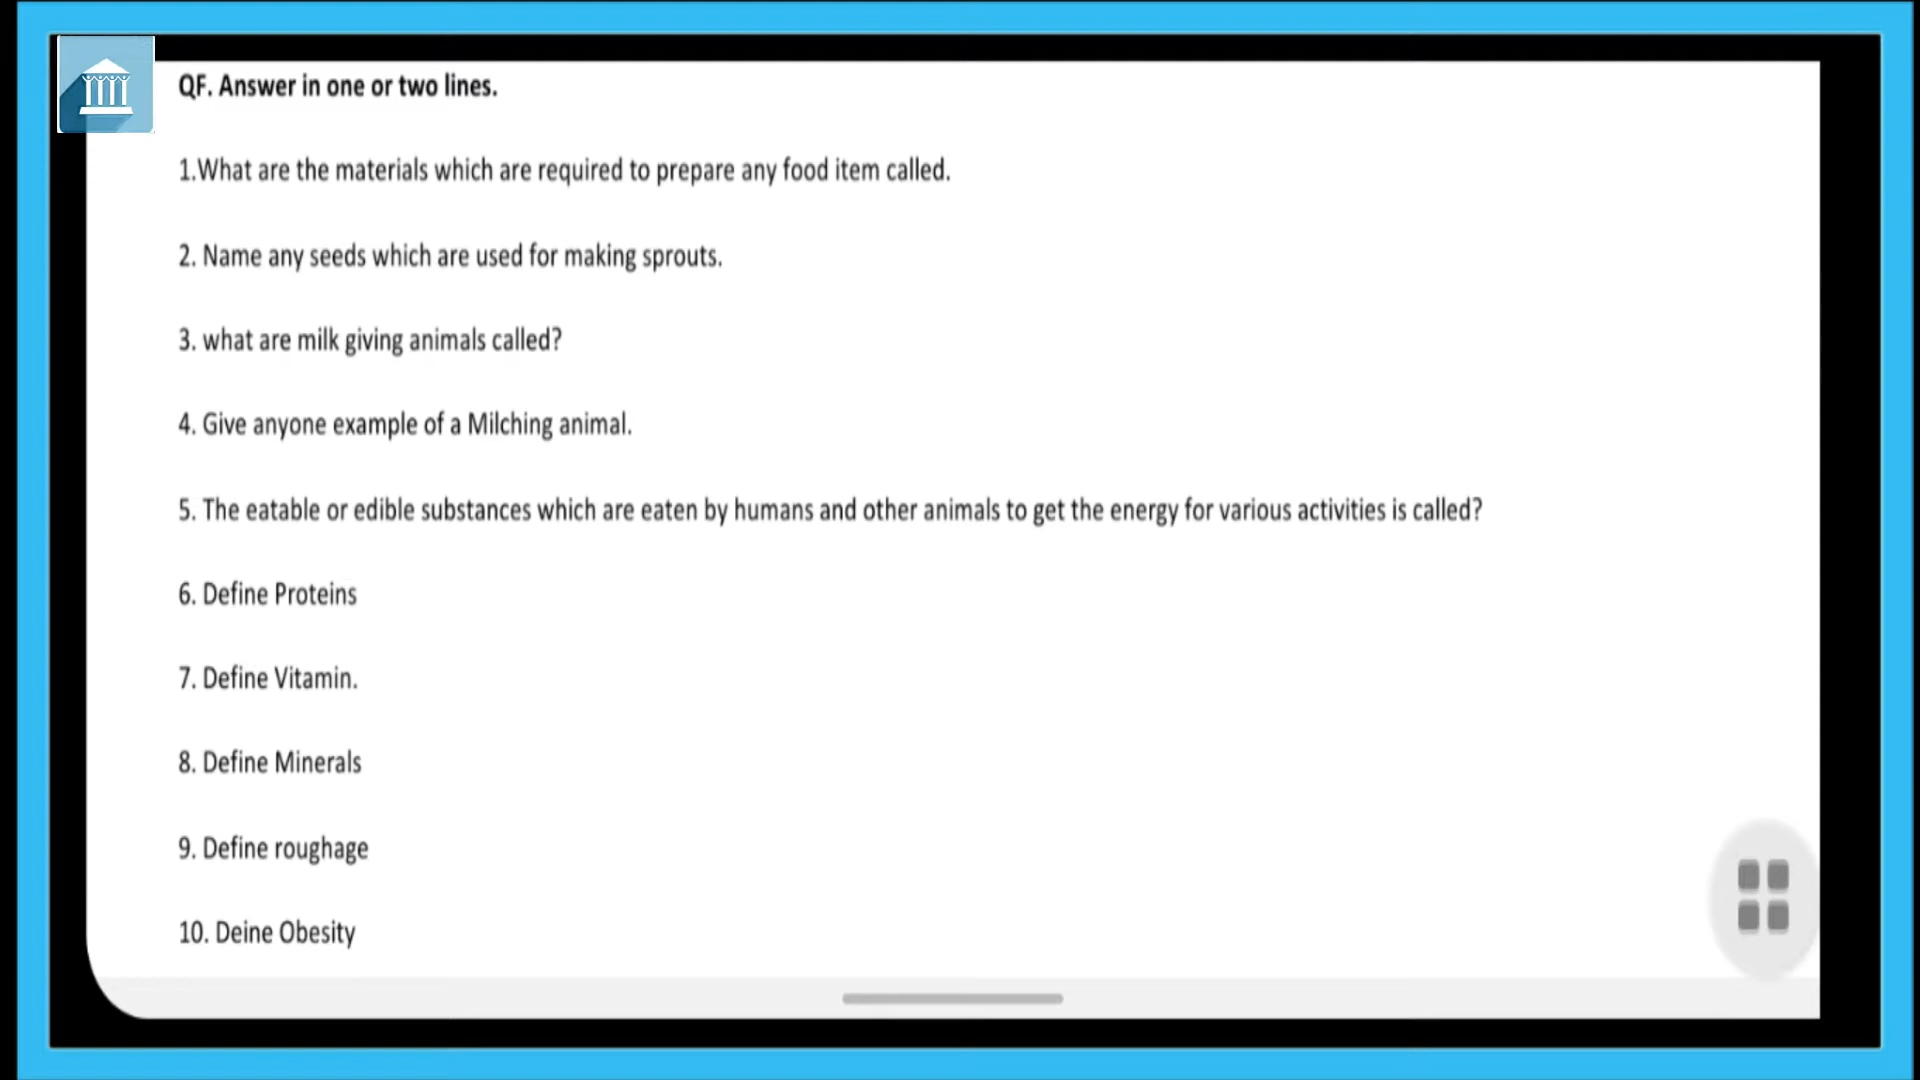 QF. Answer in one or two lines.
1.What are the materials which are required to prepare any food item called.
2. Name any seeds which are used for making sprouts.
3. what are milk giving animals called?
4. Give anyone example of a Milching animal.
5. The eatable or edible substances which are eaten by humans and other animals to get the energy for various activities is called?
6. Define Proteins
7. Define Vitamin.
8. Define Minerals
9. Define roughage
10. Deine Obesity